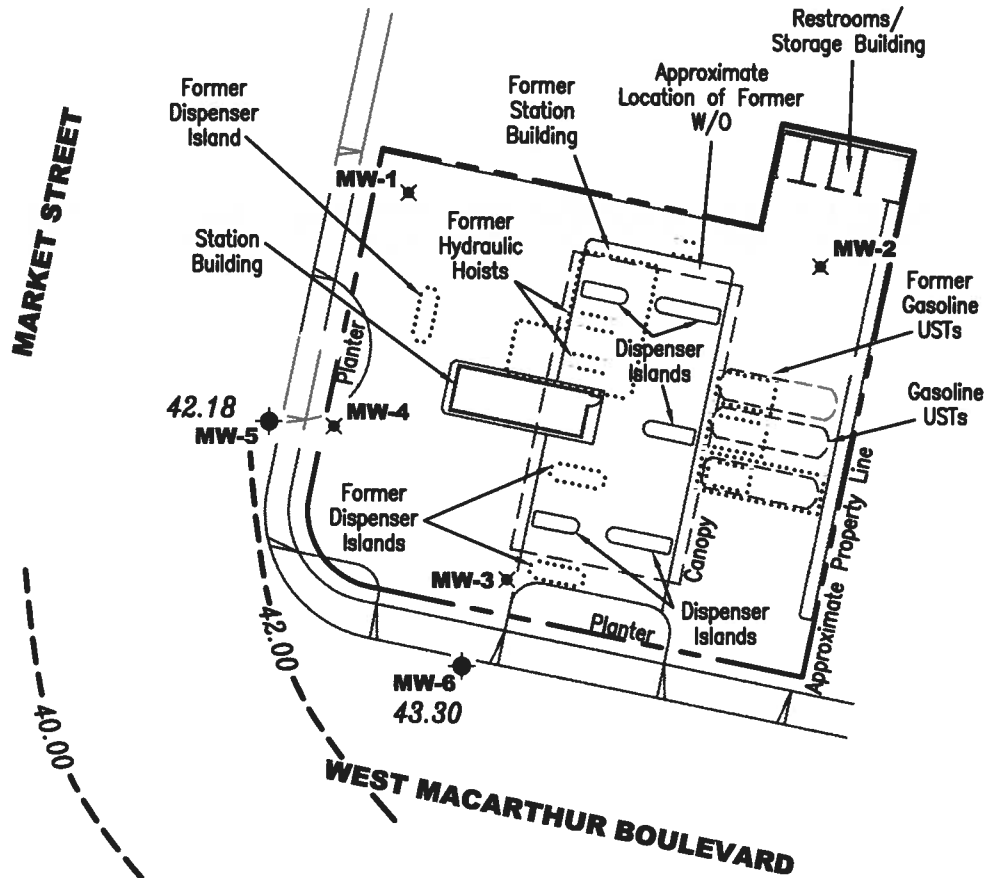 Restrooms/
Storage Building
Former
Dispenser
Island
Former
Station
Building
Approximate
Location of Former
W/O
MARKET STREET
MW-1
Station
Building
Former
Hydraulic
Hoists
MW-2
Former
Gasoline
USTs
Planter
Dispenser
Islands
Gasoline
USTs
42.18
MW-5
MW-4
Former
Dispenser
Islands
Canopy
Approximate Property Line
MW-3
Planter
Dispenser
Islands
42.00
MW-6
43.30
40.00
WEST MACARTHUR BOULEVARD